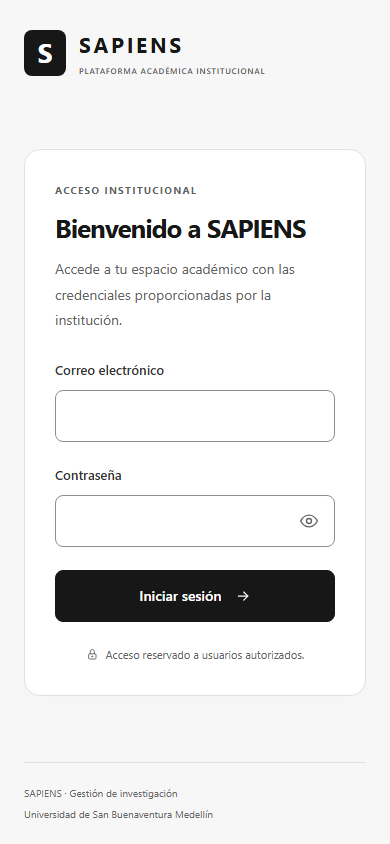 S
SAPIENS
PLATAFORMA ACADÉMICA INSTITUCIONAL
ACCESO INSTITUCIONAL
Bienvenido a SAPIENS
Accede a tu espacio académico con las
credenciales proporcionadas por la
institución.
Correo electrónico
Contraseña
Iniciar sesión →
Acceso reservado a usuarios autorizados.
SAPIENS · Gestión de investigación
Universidad de San Buenaventura Medellín